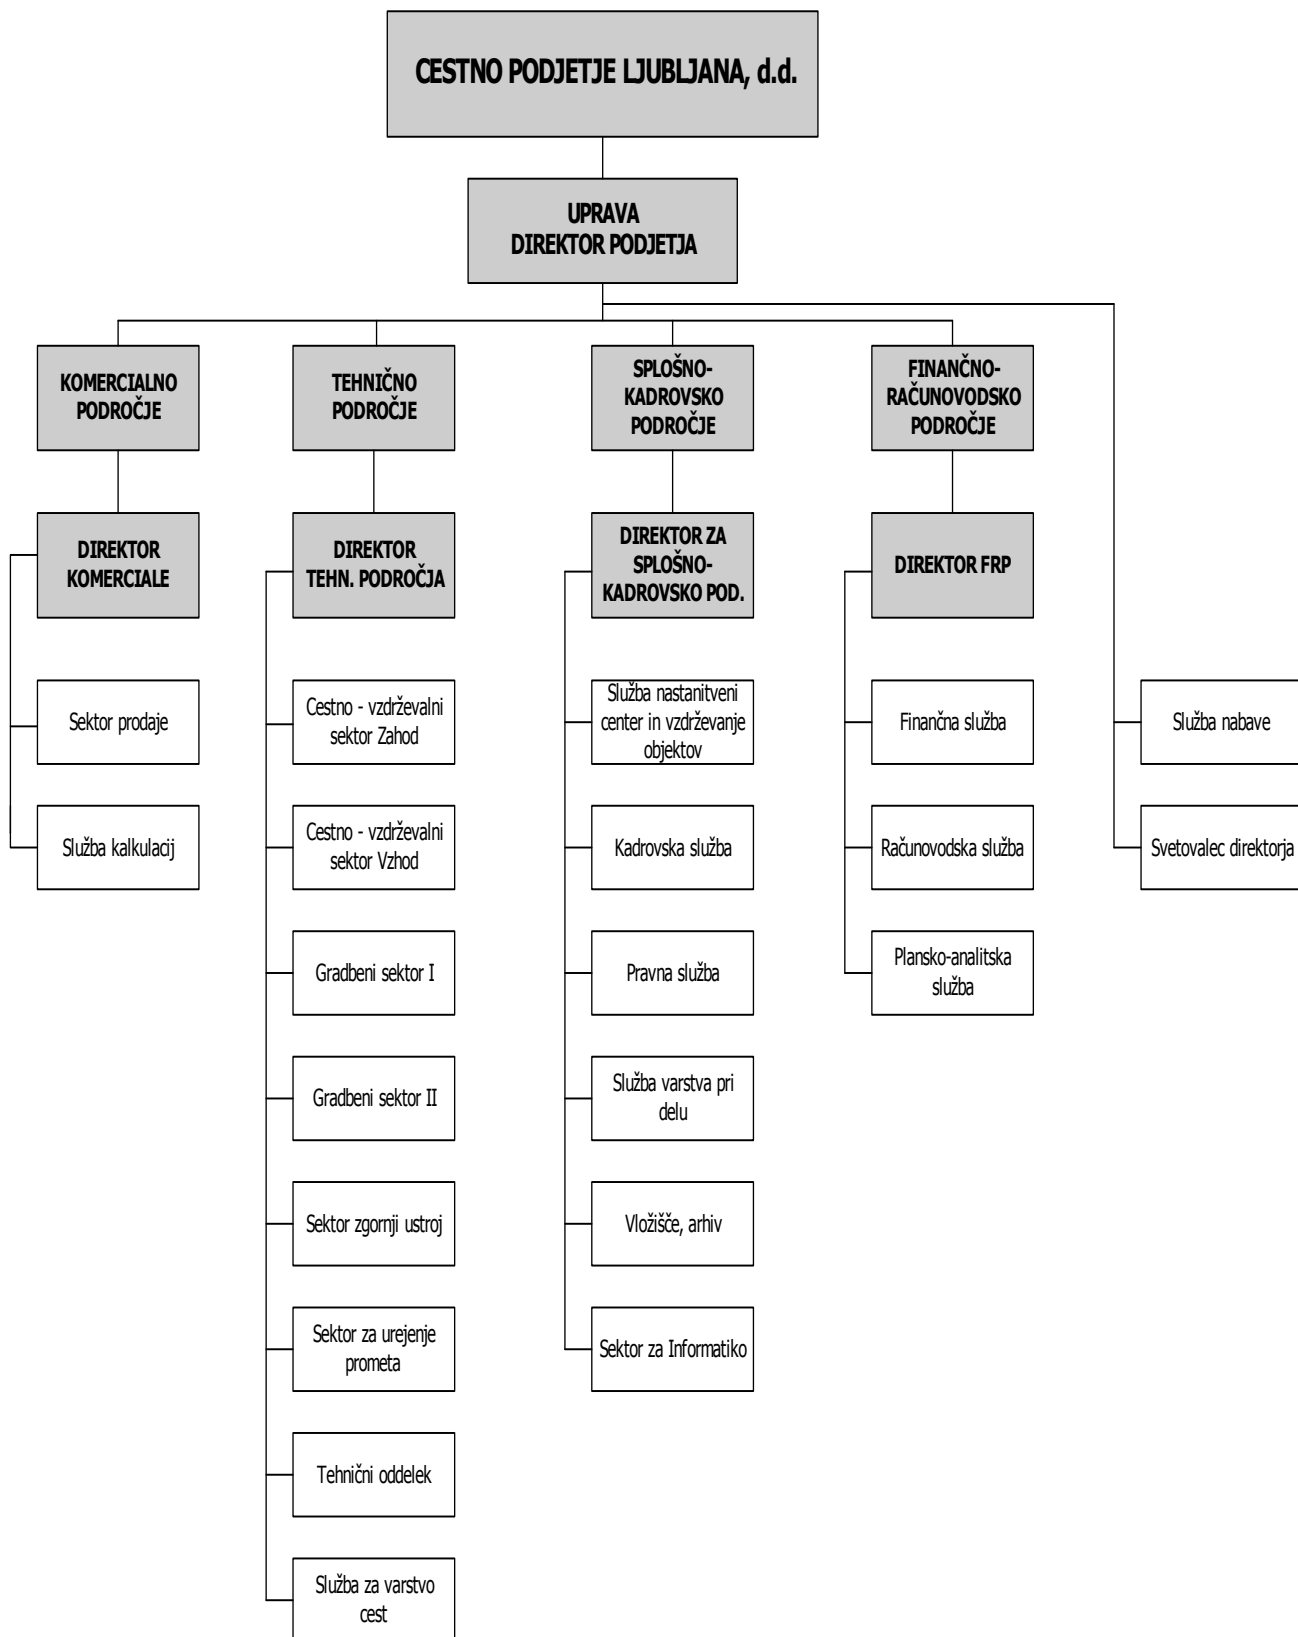 CESTNO PODJETJE LJUBLJANA, d.d.
UPRAVA
DIREKTOR PODJETJA
KOMERCIALNO
PODROČJE
TEHNIČNO
PODROČJE
SPLOŠNO-
KADROVSKO
PODROČJE
FINANČNO-
RAČUNOVODSKO
PODROČJE
DIREKTOR
KOMERCIALE
DIREKTOR
TEHN. PODROČJA
DIREKTOR ZA
SPLOŠNO-
KADROVSKO POD.
DIREKTOR FRP
Sektor prodaje
Cestno - vzdrževalni
sektor Zahod
Služba nastanitveni
center in vzdrževanje
objektov
Finančna služba
Služba nabave
Služba kalkulacij
Cestno - vzdrževalni
sektor Vzhod
Kadrovska služba
Računovodska služba
Svetovalec direktorja
Gradbeni sektor I
Pravna služba
Plansko-analitska
služba
Gradbeni sektor II
Služba varstva pri
delu
Sektor zgornji ustroj
Vložišče, arhiv
Sektor za urejenje
prometa
Sektor za Informatiko
Tehnični oddelek
Služba za varstvo
cest